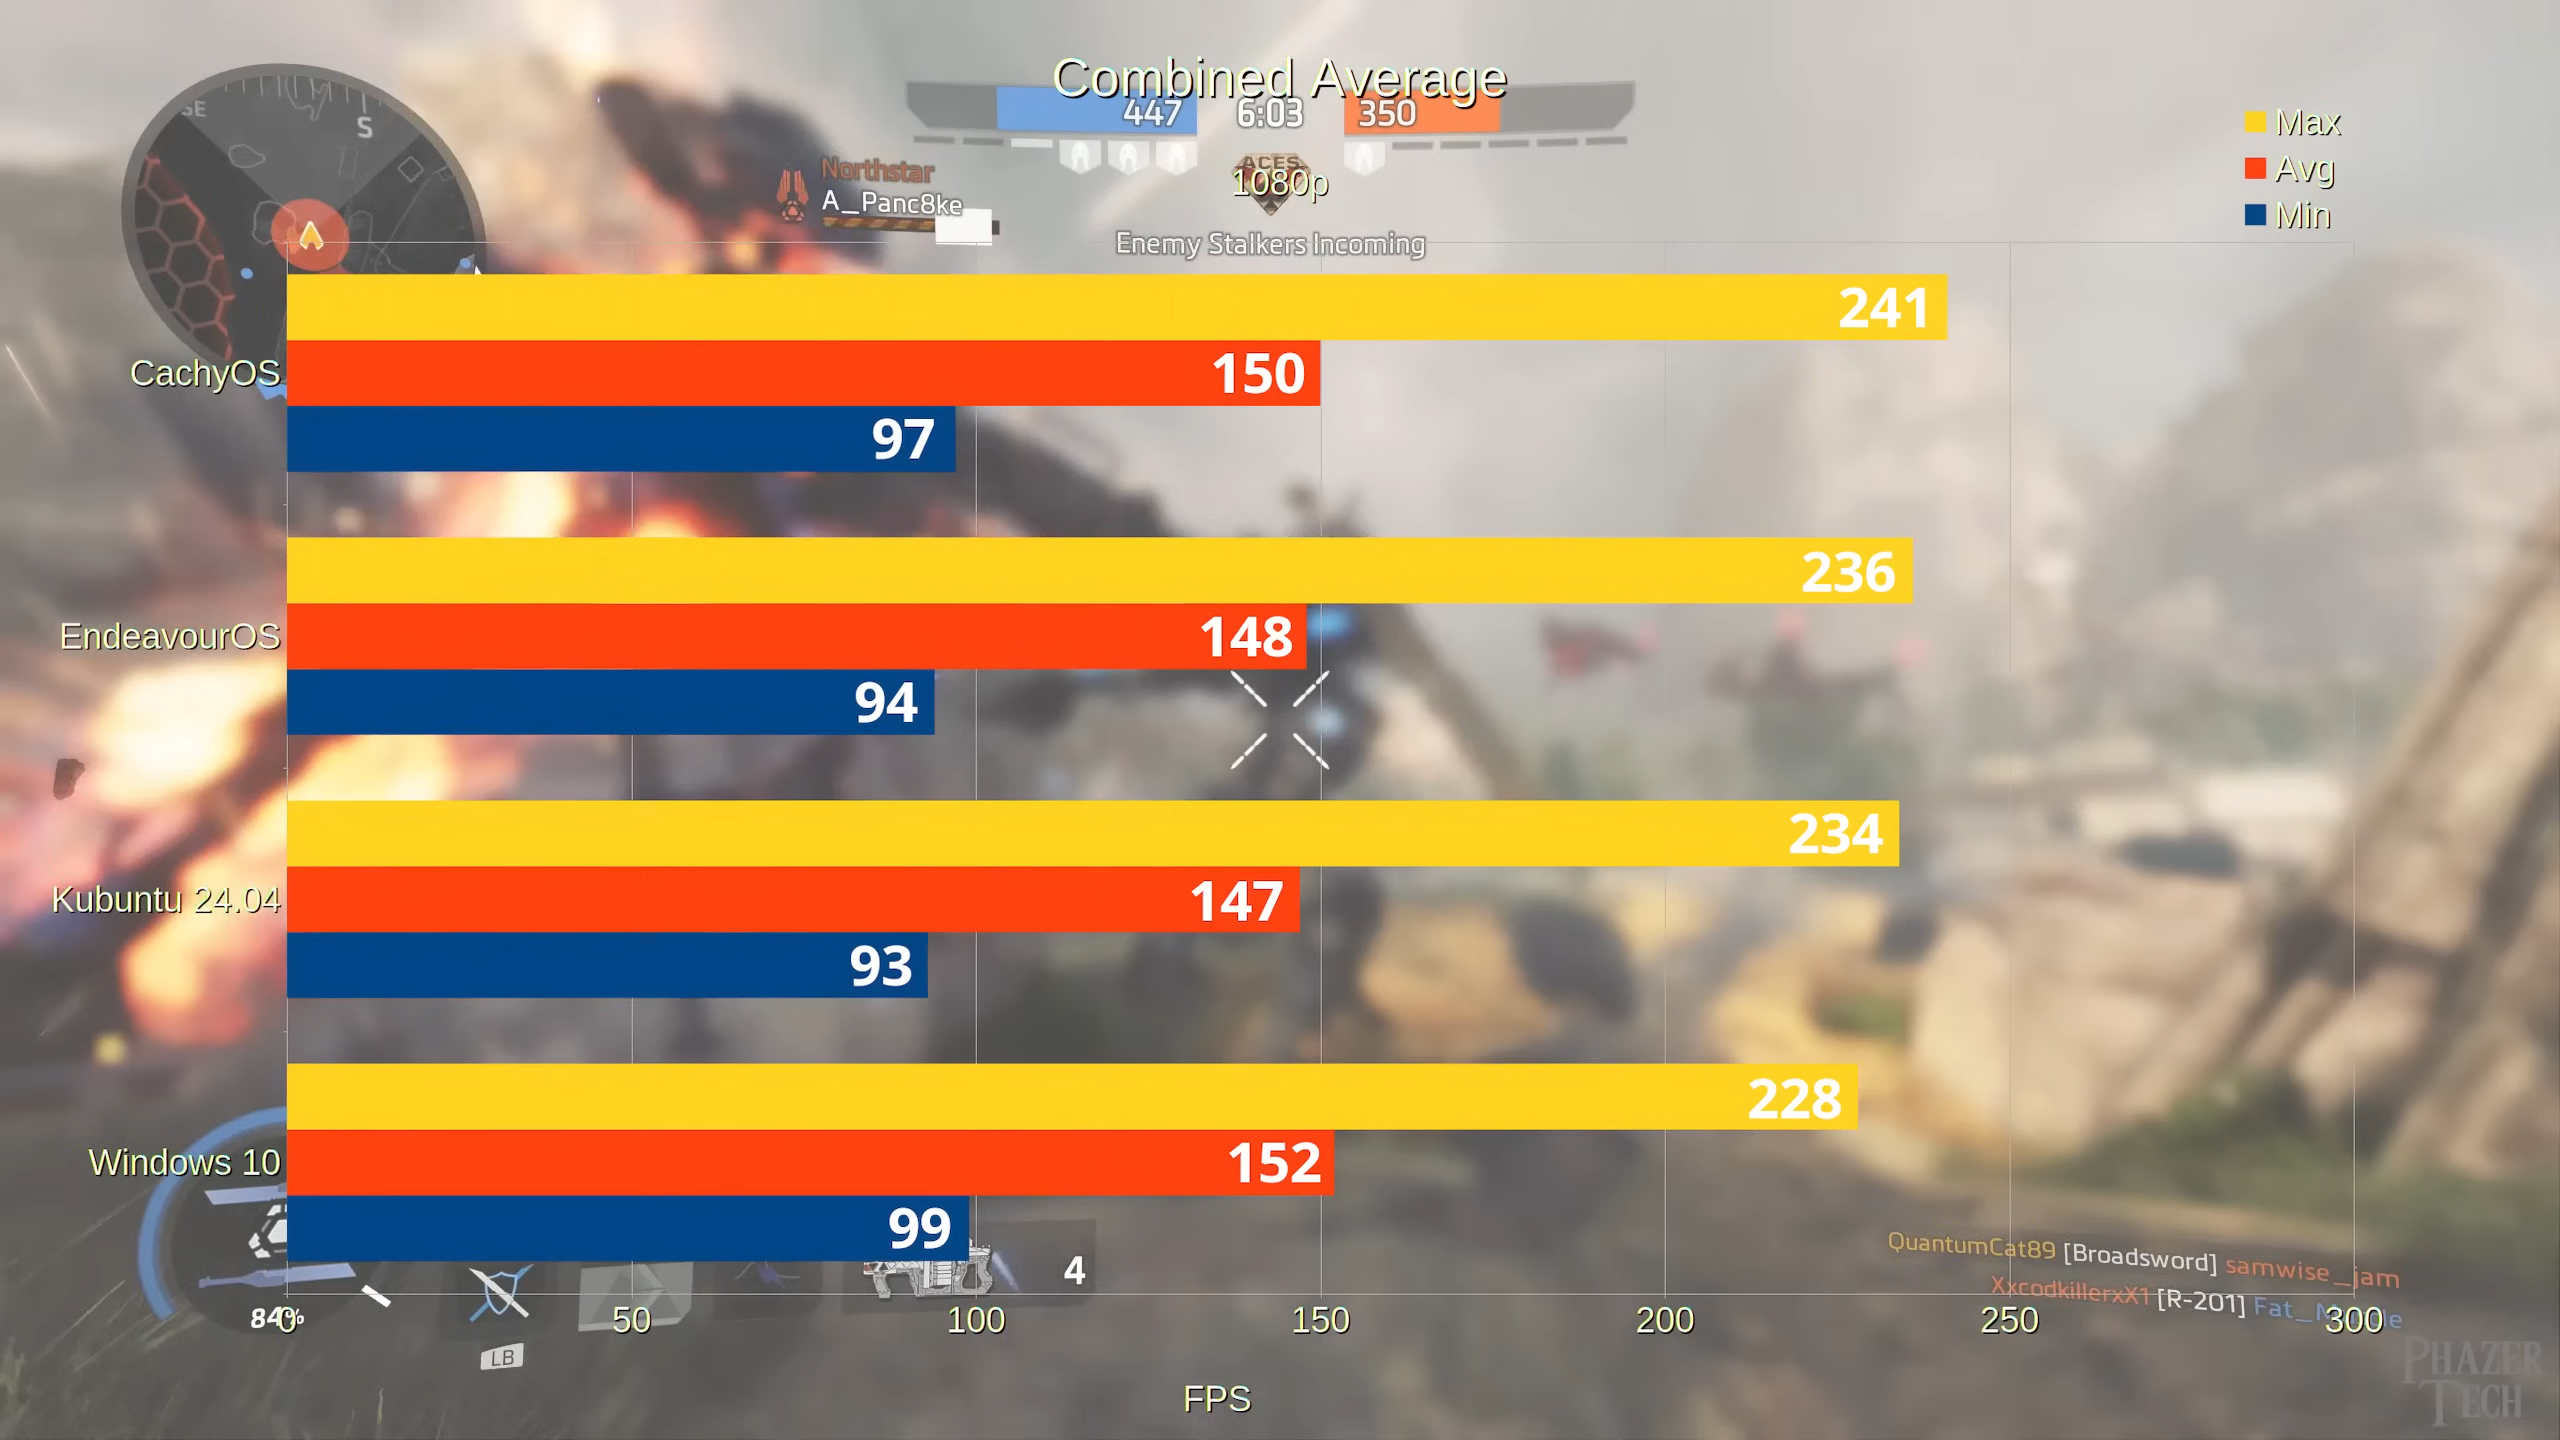 Combined Average
447 6:03 350
SE
S
Northstar
A_Panc8ke
ACES
1080p
Enemy Stalkers Incoming
Max
Avg
Min
241
CachyOS 150
97
236
EndeavourOS 148
94
234
Kubuntu 24.04 147
93
228
Windows 10 152
99
4
QuantumCat89 [Broadsword] samwise_jam
XxcodkillerxX1 [R-201]
84%
0 50 100 150 200 250 300
LB
FPS
PHAZER
TECH